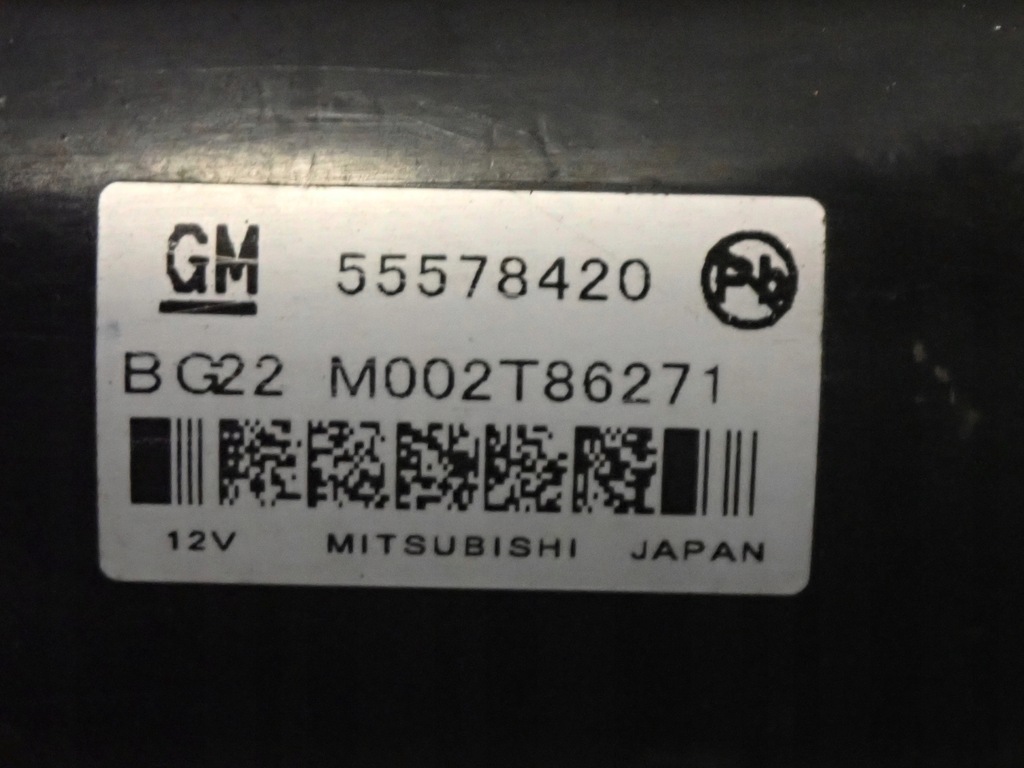 GM 55578420 Pb
BG22 M002T86271
12V MITSUBISHI JAPAN